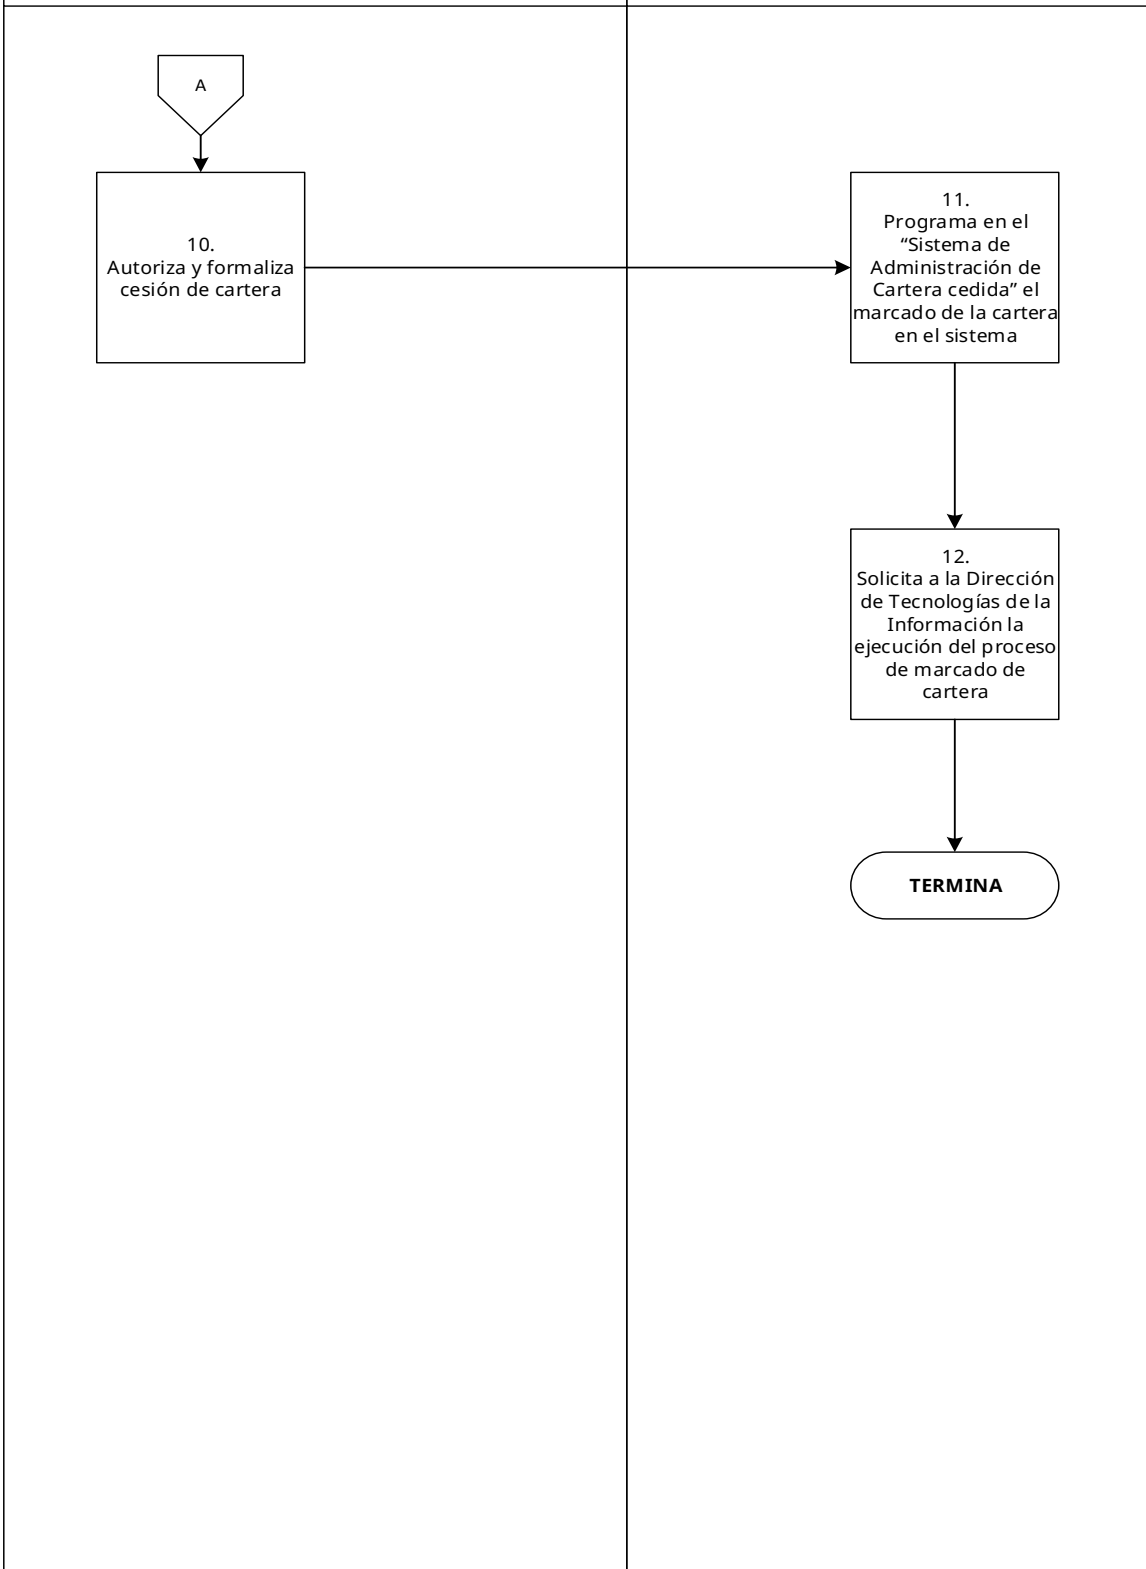 A
10.
Autoriza y formaliza
cesión de cartera
11.
Programa en el
“Sistema de
Administración de
Cartera cedida” el
marcado de la cartera
en el sistema
12.
Solicita a la Dirección
de Tecnologías de la
Información la
ejecución del proceso
de marcado de
cartera
TERMINA